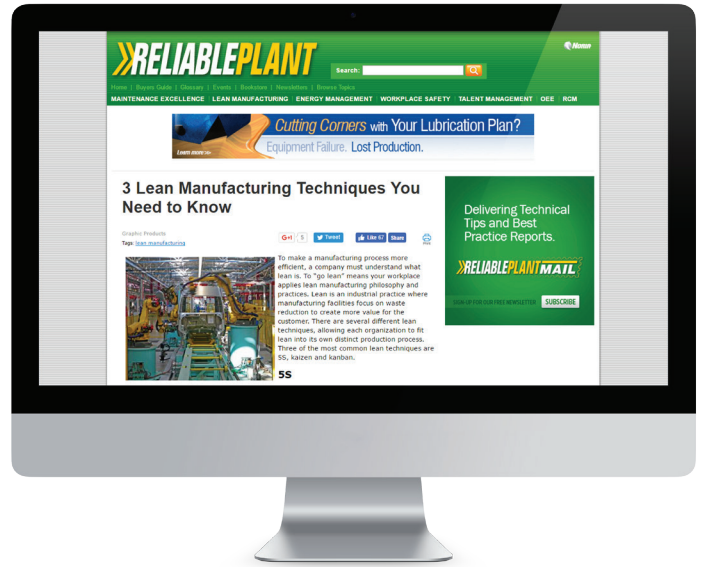 RELIABLEPLANT
Search:
Noria
Home | Buyers Guide | Glossary | Events | Bookstore | Newsletters | Browse Topics
MAINTENANCE EXCELLENCE | LEAN MANUFACTURING | ENERGY MANAGEMENT | WORKPLACE SAFETY | TALENT MANAGEMENT | OEE | RCM
Cutting Corners with Your Lubrication Plan?
Equipment Failure. Lost Production.
Learn more >>
3 Lean Manufacturing Techniques You
Need to Know
Graphic Products
Tags: lean manufacturing
G+1 5 Tweet Like 67 Share
Print
To make a manufacturing process more
efficient, a company must understand what
lean is. To "go lean" means your workplace
applies lean manufacturing philosophy and
practices. Lean is an industrial practice where
manufacturing facilities focus on waste
reduction to create more value for the
customer. There are several different lean
techniques, allowing each organization to fit
lean into its own distinct production process.
Three of the most common lean techniques are
5S, kaizen and kanban.
5S
Delivering Technical
Tips and Best
Practice Reports.
RELIABLEPLANTMAIL
SIGN UP FOR OUR FREE NEWSLETTER SUBSCRIBE